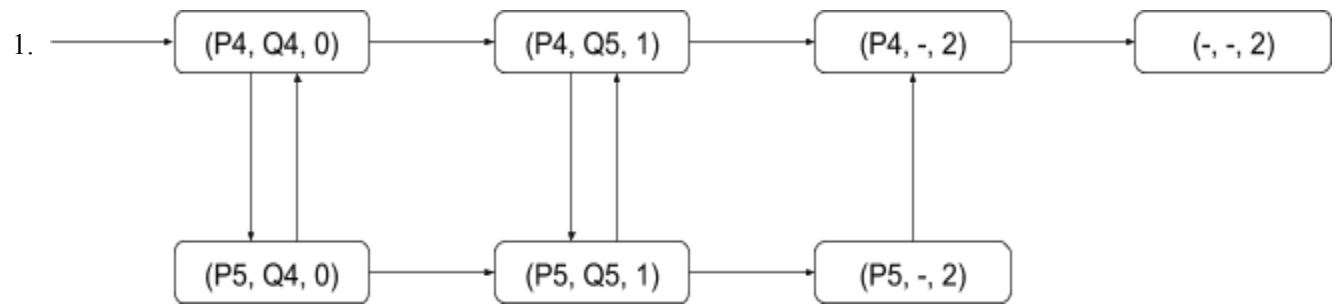 1. (P4, Q4, 0) (P4, Q5, 1) (P4, -, 2) (-, -, 2)
(P5, Q4, 0) (P5, Q5, 1) (P5, -, 2)